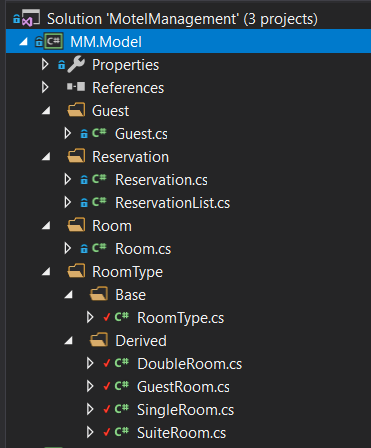 Solution 'MotelManagement' (3 projects)
C# MM.Model
Properties
References
Guest
C# Guest.cs
Reservation
C# Reservation.cs
C# ReservationList.cs
Room
C# Room.cs
RoomType
Base
C# RoomType.cs
Derived
C# DoubleRoom.cs
C# GuestRoom.cs
C# SingleRoom.cs
C# SuiteRoom.cs